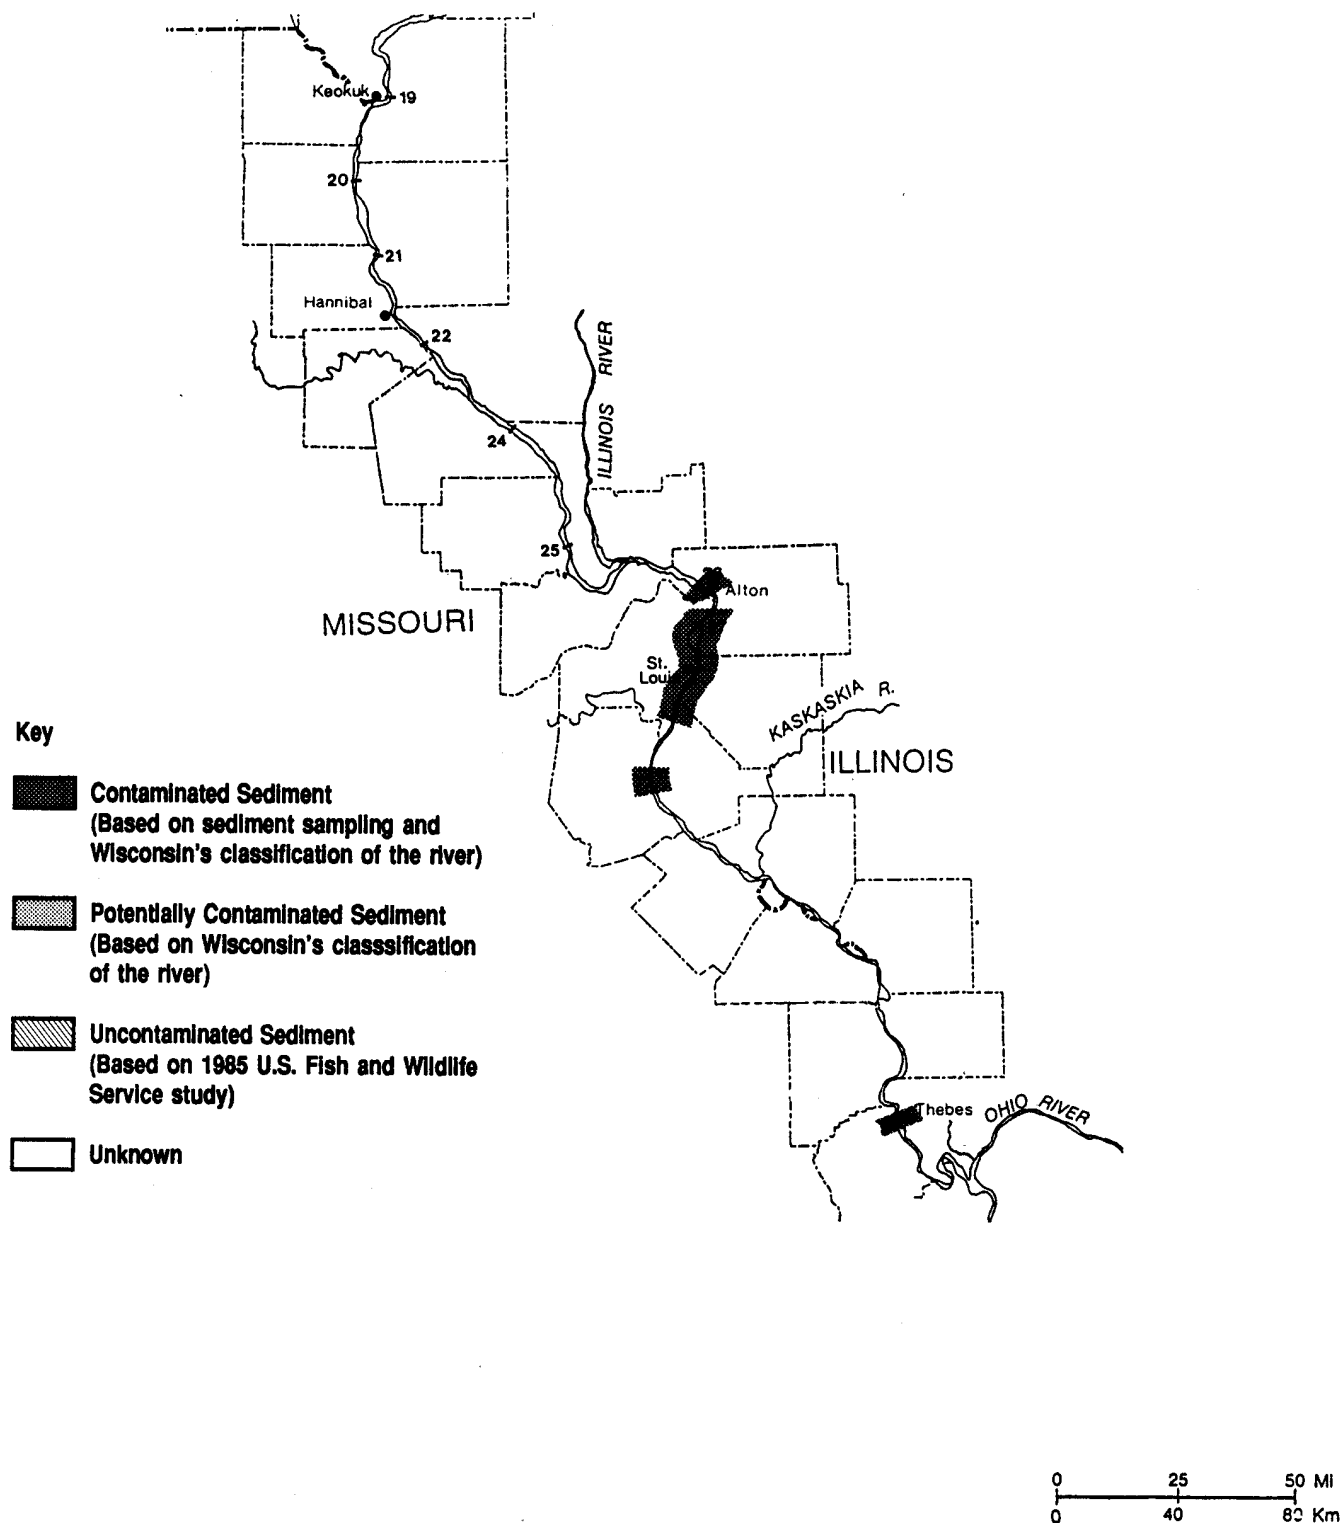 Keokuk
19
20
21
Hannibal
22
ILLINOIS RIVER
24
25
Alton
MISSOURI
St.
Loui
KASKASKIA R.
ILLINOIS
Key
Contaminated Sediment
(Based on sediment sampling and
Wisconsin's classification of the river)
Potentially Contaminated Sediment
(Based on Wisconsin's classsification
of the river)
Uncontaminated Sediment
(Based on 1985 U.S. Fish and Wildlife
Service study)
Unknown
Thebes
OHIO RIVER
0 25 50 Mi
0 40 80 Km